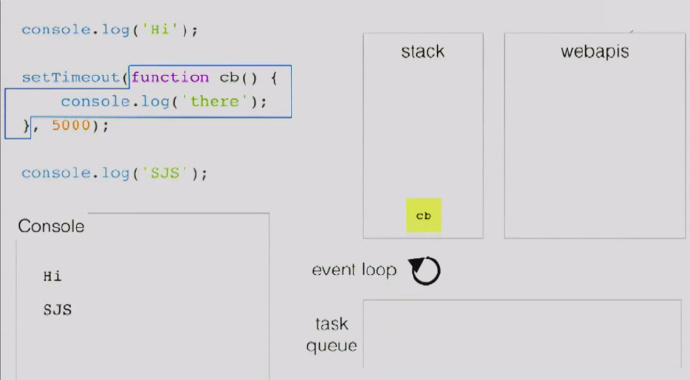 console.log('Hi');
setTimeout(function cb() {
    console.log('there');
}, 5000);
console.log('SJS');
Console
Hi
SJS
stack
cb
webapis
event loop
task
queue